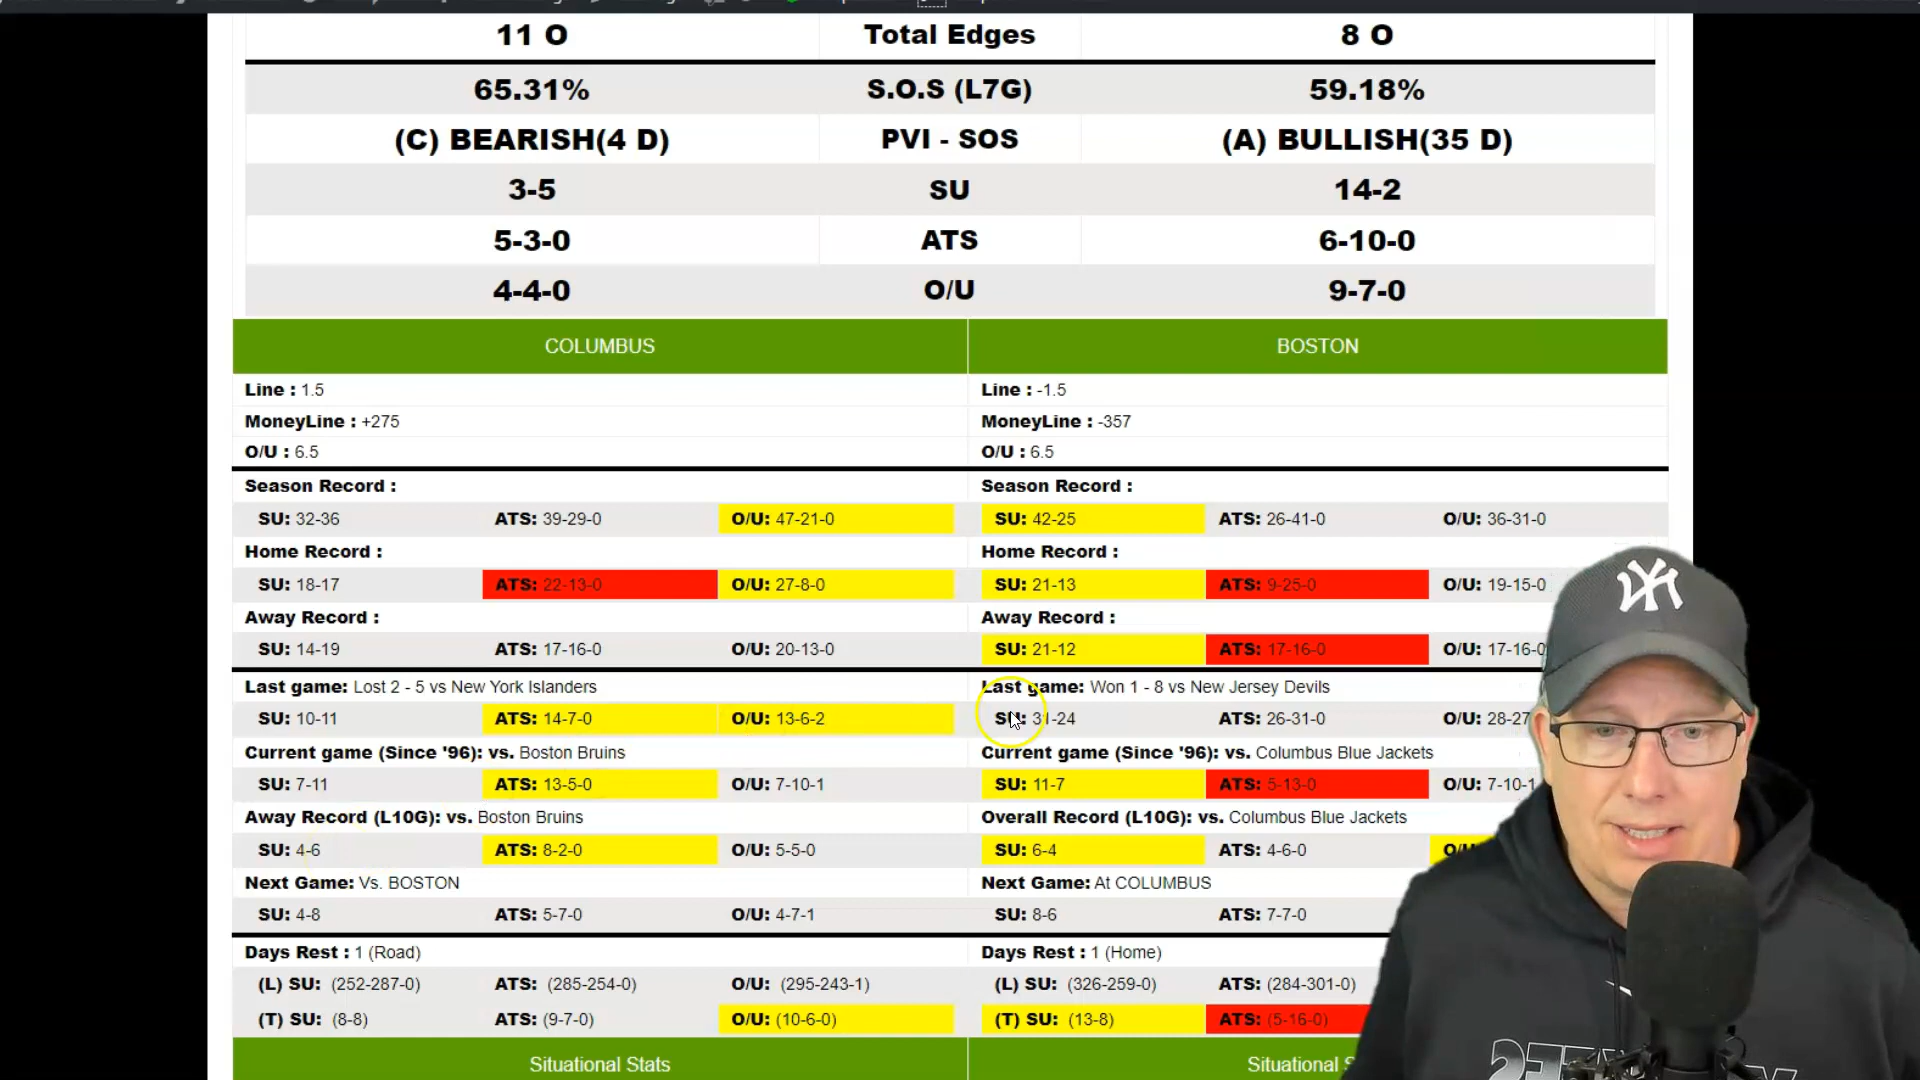 11 O Total Edges 8 O
65.31% S.O.S (L7G) 59.18%
(C) BEARISH(4 D) PVI - SOS (A) BULLISH(35 D)
3-5 SU 14-2
5-3-0 ATS 6-10-0
4-4-0 O/U 9-7-0
COLUMBUS BOSTON
Line : 1.5 Line : -1.5
MoneyLine : +275 MoneyLine : -357
O/U : 6.5 O/U : 6.5
Season Record : Season Record :
SU: 32-36 ATS: 39-29-0 O/U: 47-21-0 SU: 42-25 ATS: 26-41-0 O/U: 36-31-0
Home Record : Home Record :
SU: 18-17 ATS: 22-13-0 O/U: 27-8-0 SU: 21-13 ATS: 9-25-0 O/U: 19-15-0
Away Record : Away Record :
SU: 14-19 ATS: 17-16-0 O/U: 20-13-0 SU: 21-12 ATS: 17-16-0 O/U: 17-16-0
Last game: Lost 2 - 5 vs New York Islanders Last game: Won 1 - 8 vs New Jersey Devils
SU: 10-11 ATS: 14-7-0 O/U: 13-6-2 SU: 31-24 ATS: 26-31-0 O/U: 28-27
Current game (Since '96): vs. Boston Bruins Current game (Since '96): vs. Columbus Blue Jackets
SU: 7-11 ATS: 13-5-0 O/U: 7-10-1 SU: 11-7 ATS: 5-13-0 O/U: 7-10-1
Away Record (L10G): vs. Boston Bruins Overall Record (L10G): vs. Columbus Blue Jackets
SU: 4-6 ATS: 8-2-0 O/U: 5-5-0 SU: 6-4 ATS: 4-6-0
Next Game: Vs. BOSTON Next Game: At COLUMBUS
SU: 4-8 ATS: 5-7-0 O/U: 4-7-1 SU: 8-6 ATS: 7-7-0
Days Rest : 1 (Road) Days Rest : 1 (Home)
(L) SU: (252-287-0) ATS: (285-254-0) O/U: (295-243-1) (L) SU: (326-259-0) ATS: (284-301-0)
(T) SU: (8-8) ATS: (9-7-0) O/U: (10-6-0) (T) SU: (13-8) ATS: (5-16-0)
Situational Stats Situational S